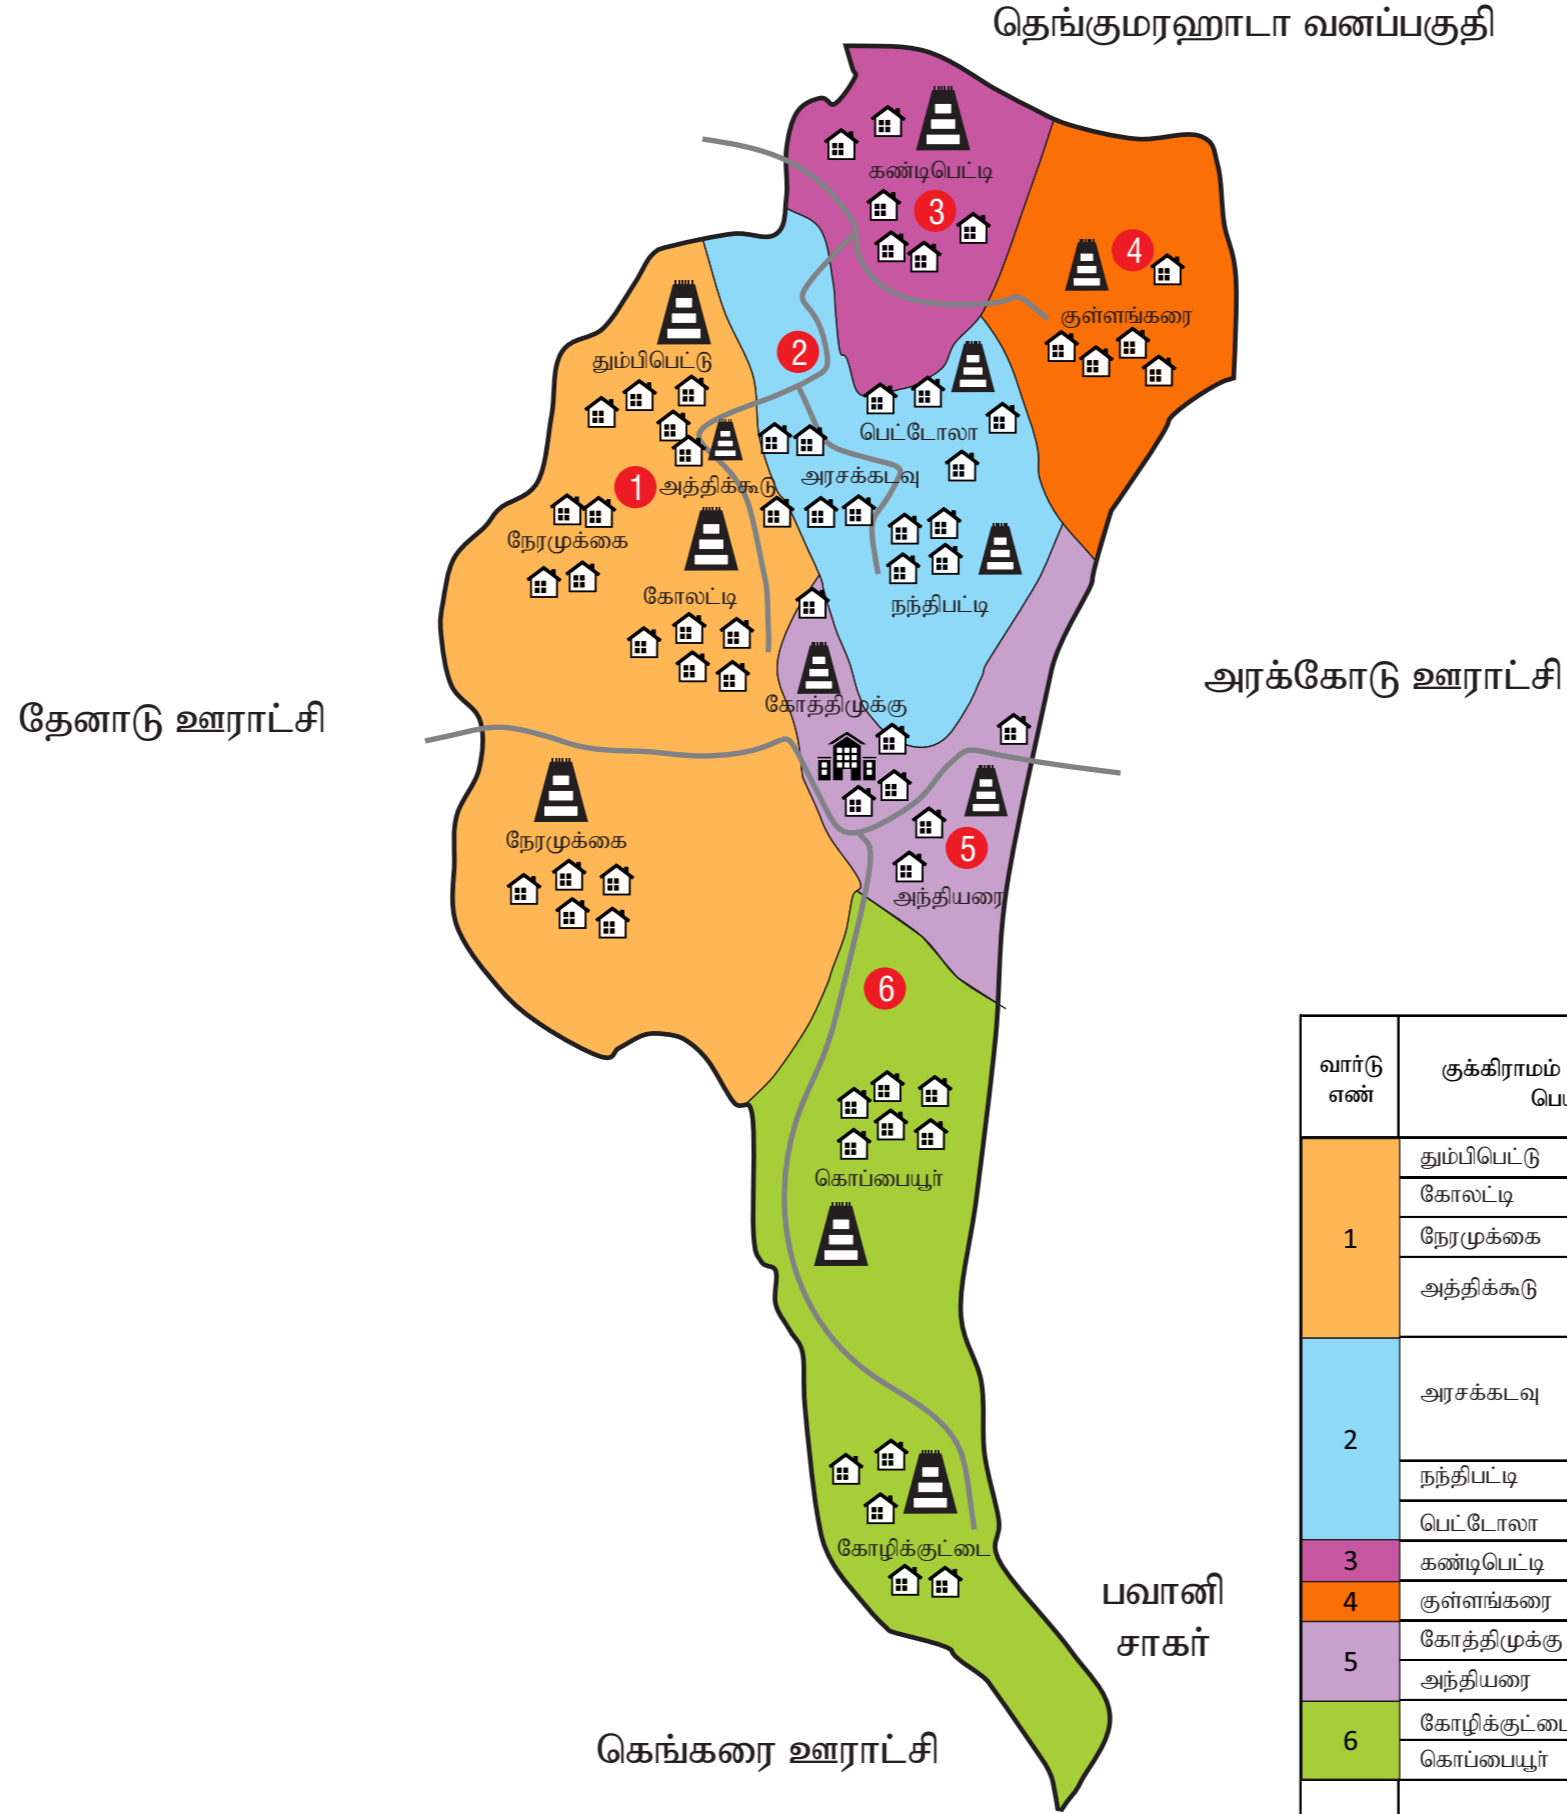 தெங்குமரஹாடா வனப்பகுதி
கண்டிபெட்டி
3
4
குள்ளங்கரை
தும்பிபெட்டு
2
பெட்டோலா
1
அத்திக்கூடு
அரசக்கடவு
நேரமுக்கை
கோலட்டி
நந்திபட்டி
அரக்கோடு ஊராட்சி
தேனாடு ஊராட்சி
கோத்திமுக்கு
நேரமுக்கை
5
அந்தியரை
6
கொப்பையூர்
கோழிக்குட்டை
பவானி
சாகர்
கெங்கரை ஊராட்சி
வார்டு
எண்
குக்கிராமம்
1
தும்பிபெட்டு
கோலட்டி
நேரமுக்கை
அத்திக்கூடு
2
அரசக்கடவு
நந்திபட்டி
பெட்டோலா
3 கண்டிபெட்டி
4 குள்ளங்கரை
5
கோத்திமுக்கு
அந்தியரை
6
கோழிக்குட்டை
கொப்பையூர்